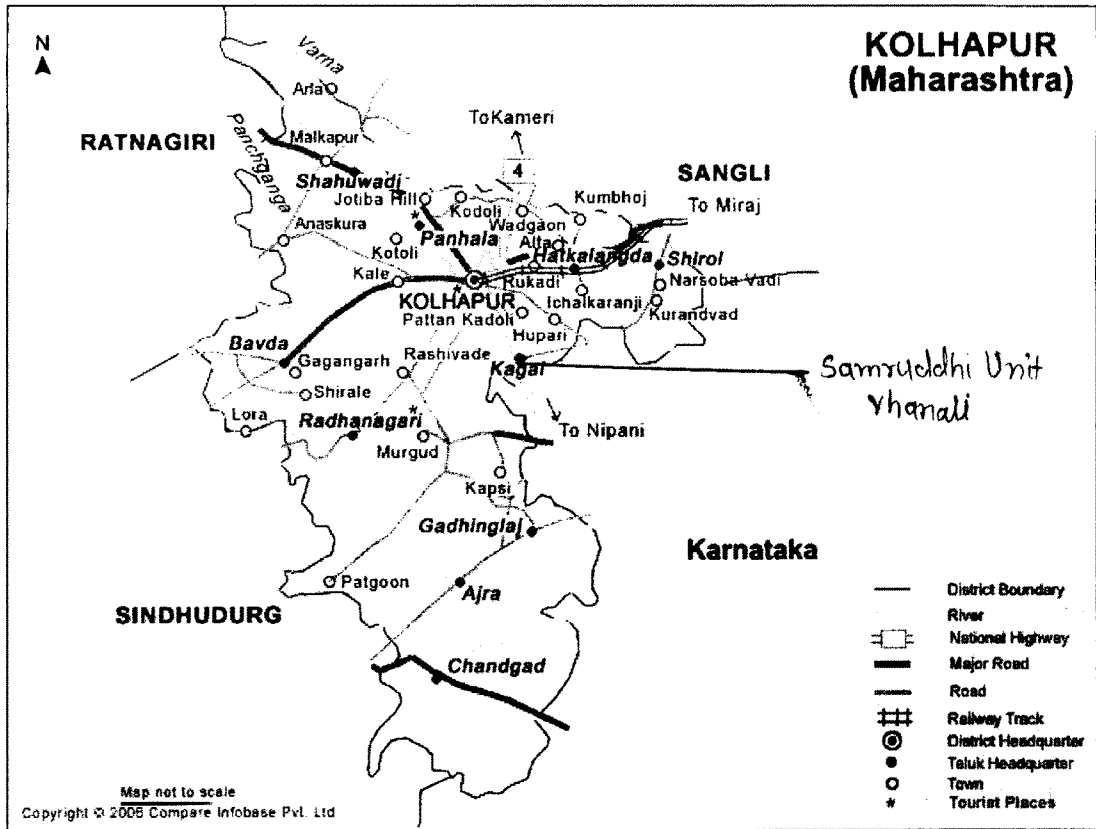 N
KOLHAPUR
(Maharashtra)
Varna
Arla
To Kameri
RATNAGIRI
Malkapur
Panchganga
Shahuwadi
4
SANGLI
Jotiba Hill
Kodoli
Kumbhoj
To Miraj
Wadgaon
Anaskura
Kotoli
Panhala
Alta
Hatkalangda
Shirol
Kale
Rukadi
Narsoba Vadi
KOLHAPUR
Ichalkaranji
Pattan Kadoli
Kurandvad
Hupari
Bavda
Gagangarh
Rashivade
Kagal
Samruddhi Unit
Vhanali
Shirale
Lora
Radhanagari
To Nipani
Murgud
Kapsi
Gadhinglaj
Karnataka
Patgoon
Ajra
SINDHUDURG
Chandgad
District Boundary
River
National Highway
Major Road
Road
Railway Track
District Headquarter
Taluk Headquarter
Town
Tourist Places
Map not to scale
Copyright © 2006 Compare Infobase Pvt. Ltd